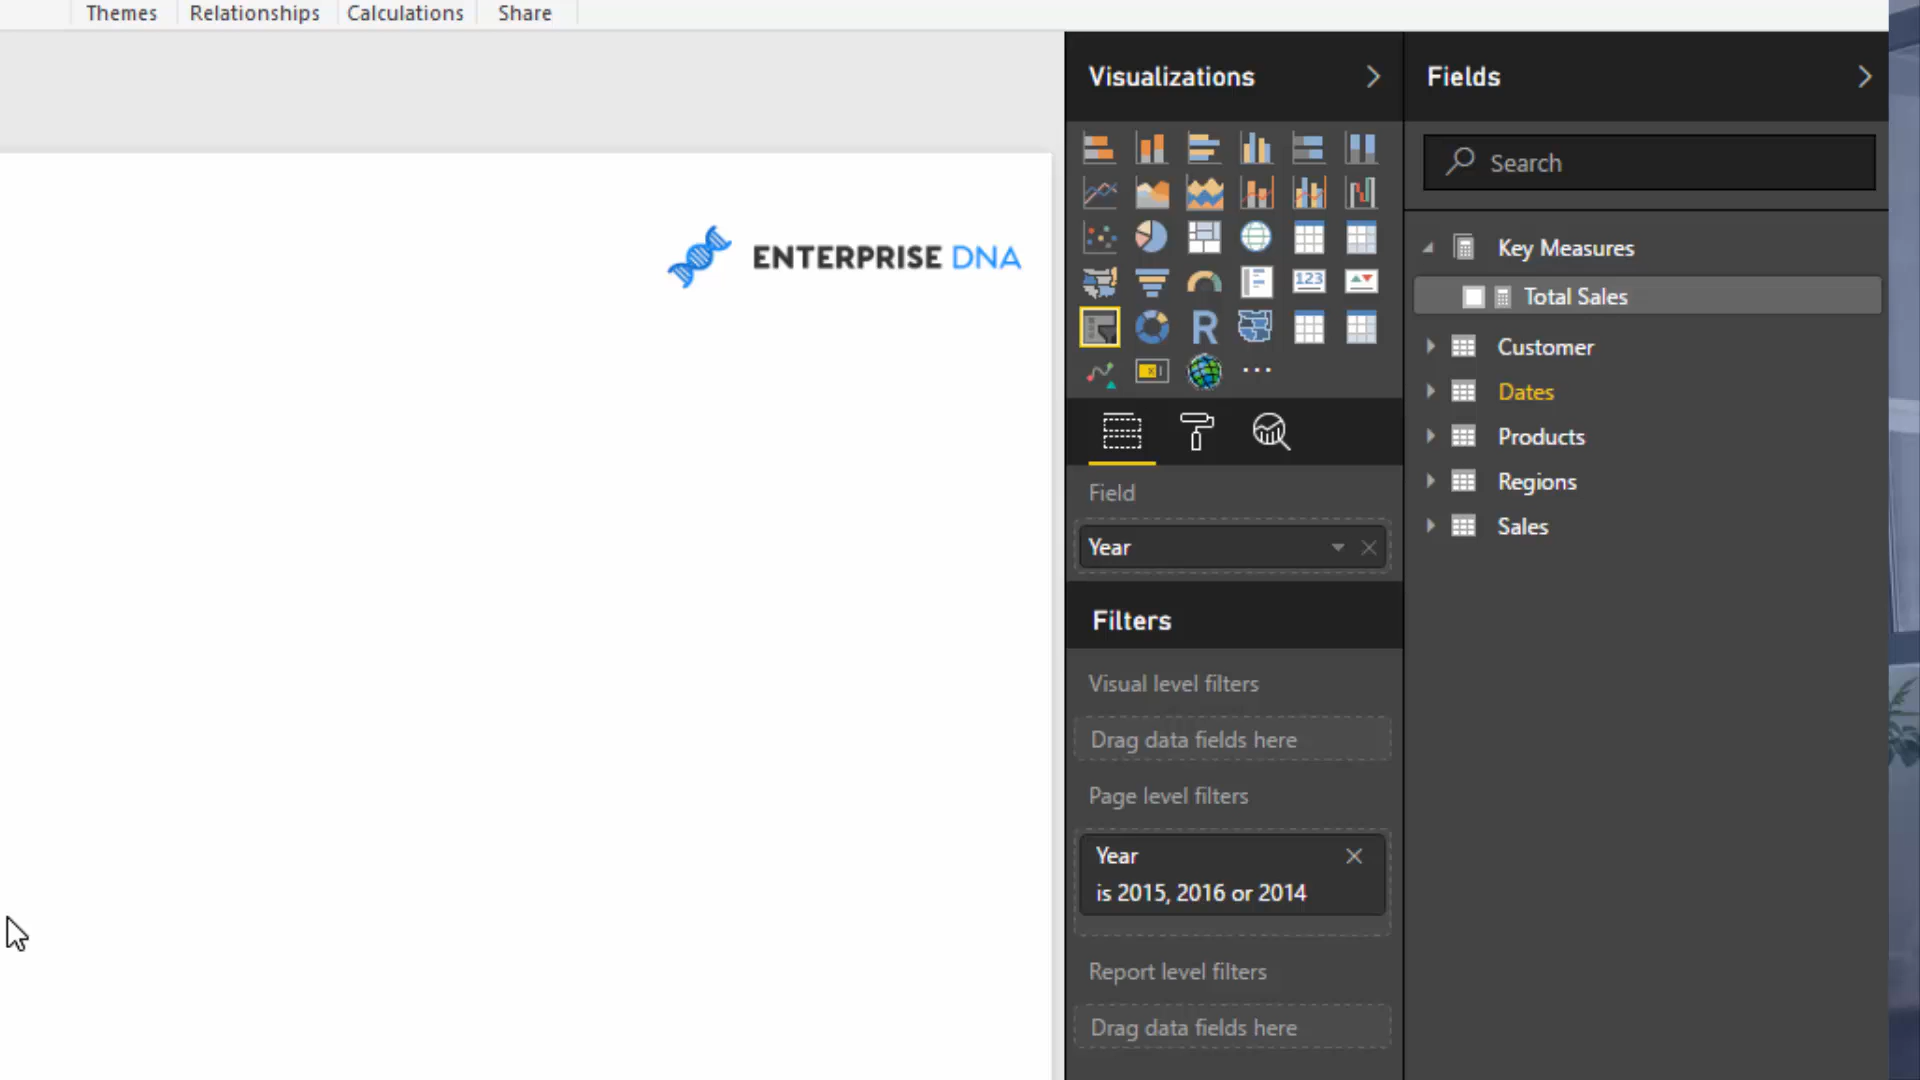 Themes
Relationships
Calculations
Share
Visualizations
Fields
Search
ENTERPRISE DNA
Key Measures
Total Sales
Customer
Dates
Products
Regions
Sales
123
R
Field
Year
Filters
Visual level filters
Drag data fields here
Page level filters
Year
is 2015, 2016 or 2014
Report level filters
Drag data fields here